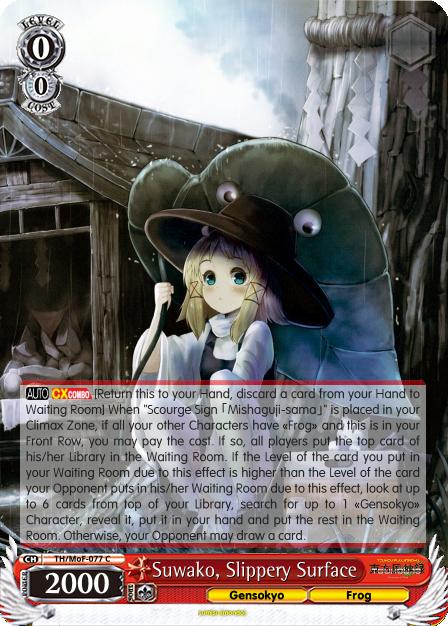 LEVEL
0
0
COST
AUTO CXCOMBO [Return this to your Hand, discard a card from your Hand to
Waiting Room] When "Scourge Sign「Mishaguji-sama」" is placed in your
Climax Zone, if all your other Characters have «Frog» and this is in your
Front Row, you may pay the cost. If so, all players put the top card of
his/her Library in the Waiting Room. If the Level of the card you put in
your Waiting Room due to this effect is higher than the Level of the card
your Opponent puts in his/her Waiting Room due to this effect, look at up
to 6 cards from top of your Library, search for up to 1 «Gensokyo»
Character, reveal it, put it in your hand and put the rest in the Waiting
Room. Otherwise, your Opponent may draw a card.
CH TH/MoF-077 C
POWER 2000 SOUL
Suwako, Slippery Surface
Gensokyo Frog